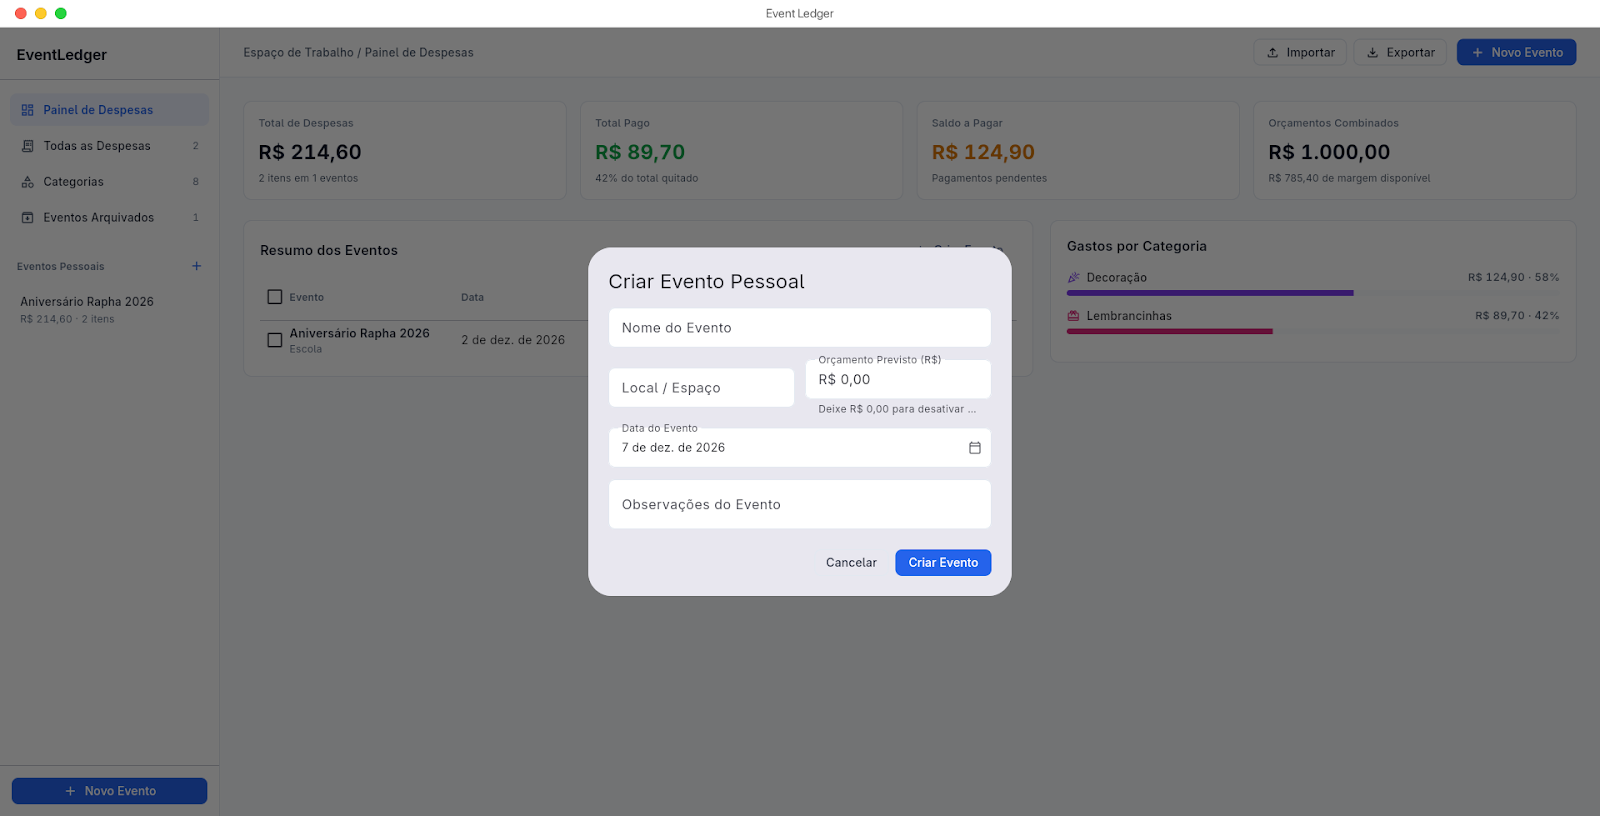 Event Ledger
EventLedger
Espaço de Trabalho / Painel de Despesas
Importar
Exportar
+ Novo Evento
Painel de Despesas
Todas as Despesas 2
Categorias 8
Eventos Arquivados 1
Eventos Pessoais +
Aniversário Rapha 2026
R$ 214,60 · 2 itens
+ Novo Evento
Total de Despesas
R$ 214,60
2 itens em 1 eventos
Total Pago
R$ 89,70
42% do total quitado
Saldo a Pagar
R$ 124,90
Pagamentos pendentes
Orçamentos Combinados
R$ 1.000,00
R$ 785,40 de margem disponível
Resumo dos Eventos
Evento Data
Aniversário Rapha 2026
Escola
2 de dez. de 2026
Gastos por Categoria
Decoração R$ 124,90 · 58%
Lembrancinhas R$ 89,70 · 42%
Criar Evento Pessoal
Nome do Evento
Local / Espaço
Orçamento Previsto (R$)
R$ 0,00
Deixe R$ 0,00 para desativar ...
Data do Evento
7 de dez. de 2026
Observações do Evento
Cancelar
Criar Evento